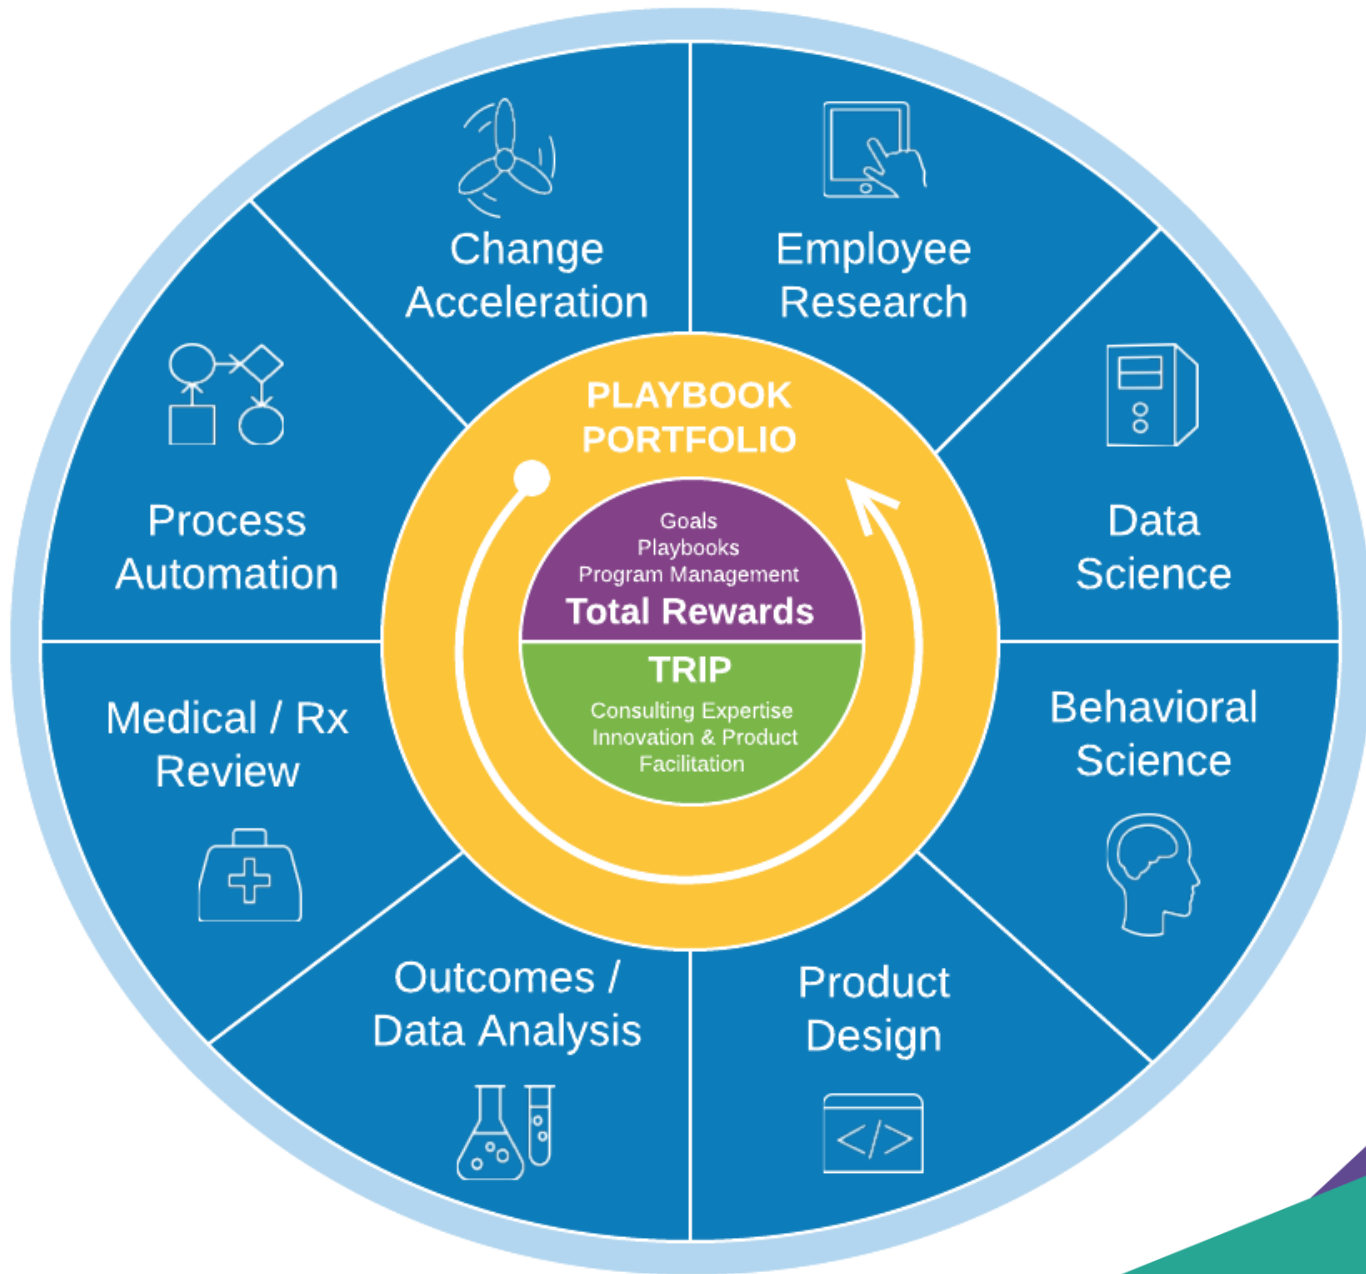 Change
Acceleration
Employee
Research
Process
Automation
Data
Science
PLAYBOOK
PORTFOLIO
Goals
Playbooks
Program Management
Total Rewards
TRIP
Consulting Expertise
Innovation & Product
Facilitation
Medical / Rx
Review
Behavioral
Science
Outcomes /
Data Analysis
Product
Design
</>